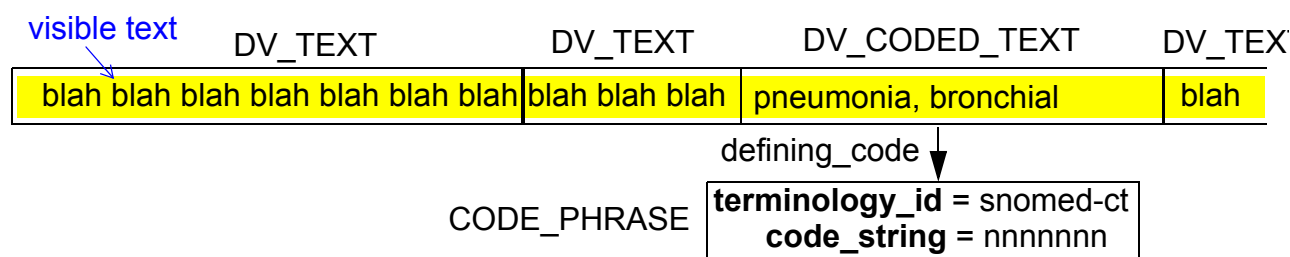 visible text
DV_TEXT DV_TEXT DV_CODED_TEXT DV_TEX
blah blah blah blah blah blah blah blah blah blah pneumonia, bronchial blah
defining_code
CODE_PHRASE terminology_id = snomed-ct
code_string = nnnnnnn